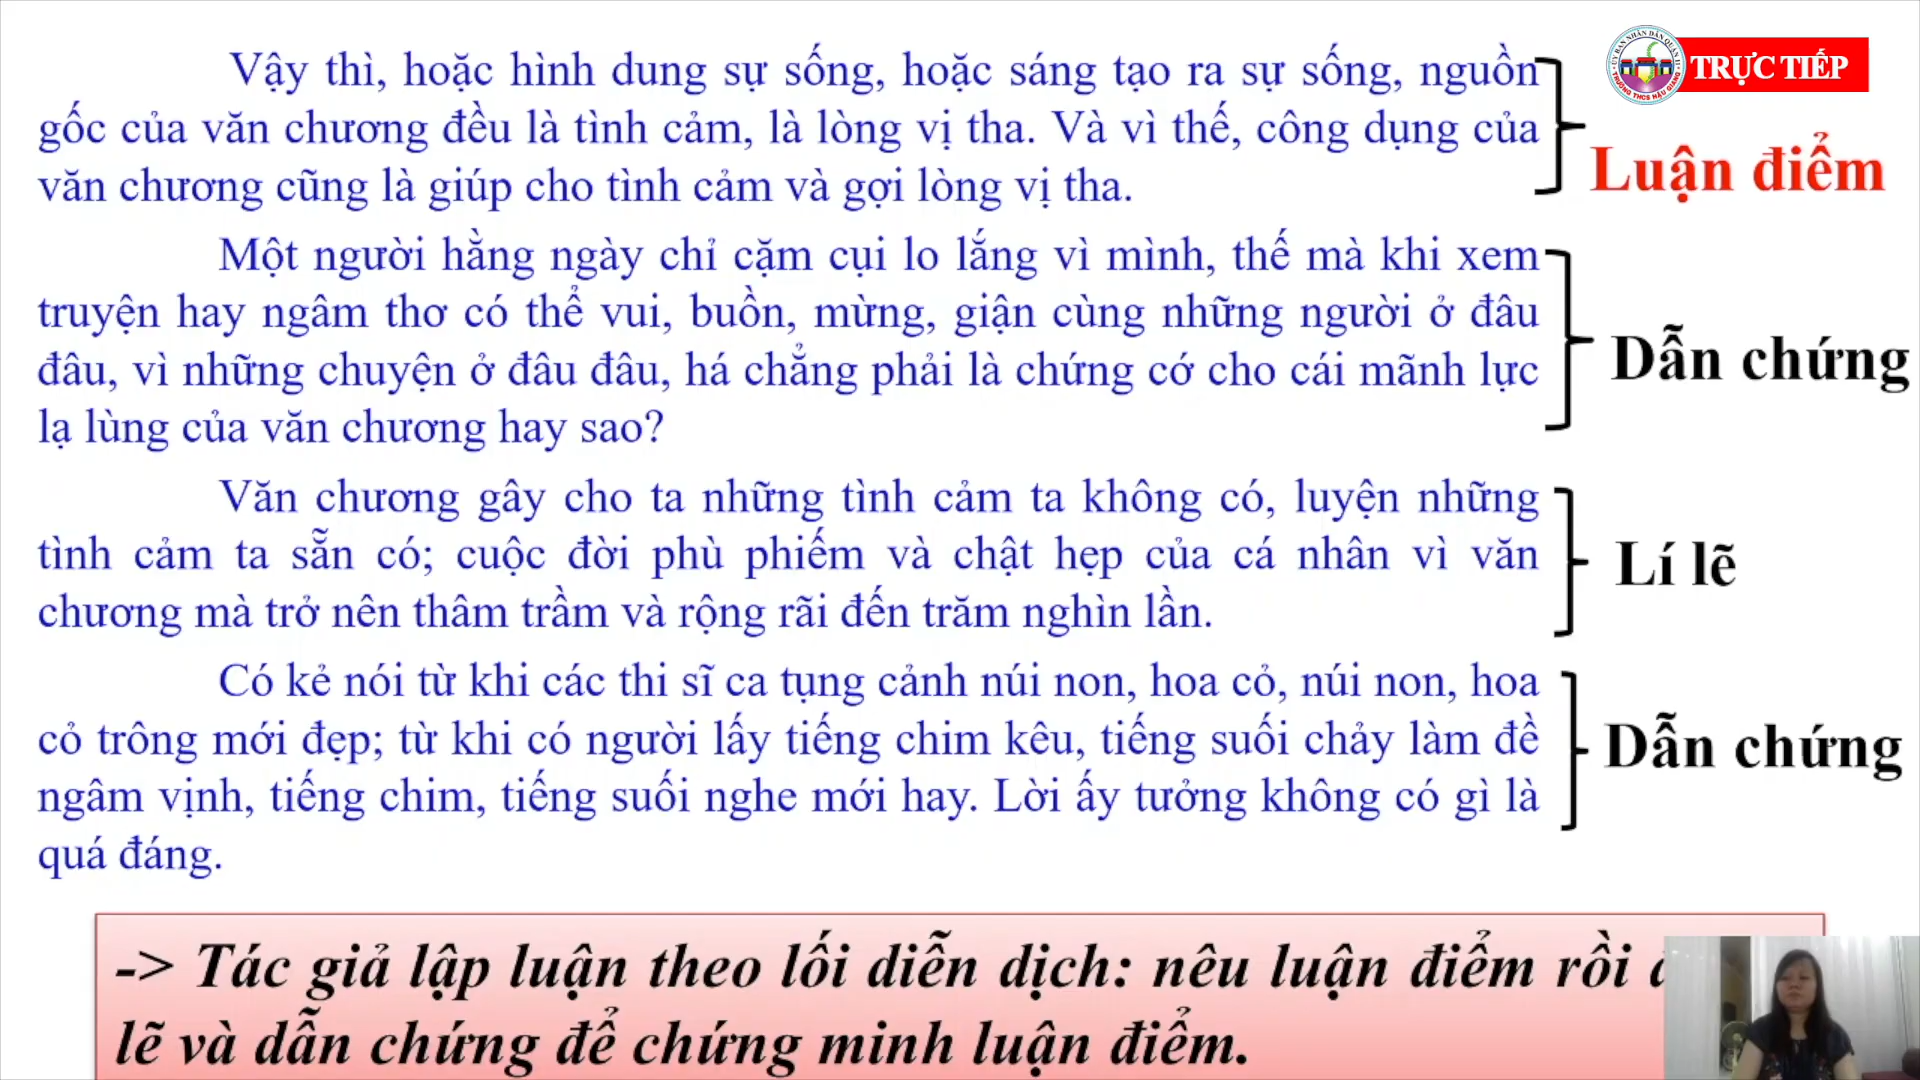 Vậy thì, hoặc hình dung sự sống, hoặc sáng tạo ra sự sống, nguồn
gốc của văn chương đều là tình cảm, là lòng vị tha. Và vì thế, công dụng của
văn chương cũng là giúp cho tình cảm và gợi lòng vị tha.
TRỰC TIẾP
ỦY BAN NHÂN DÂN QUẬN 11
TRƯỜNG THCS HẬU GIANG
Luận điểm
Một người hằng ngày chỉ cặm cụi lo lắng vì mình, thế mà khi xem
truyện hay ngâm thơ có thể vui, buồn, mừng, giận cùng những người ở đâu
đâu, vì những chuyện ở đâu đâu, há chẳng phải là chứng cớ cho cái mãnh lực
lạ lùng của văn chương hay sao?
Dẫn chứng
Văn chương gây cho ta những tình cảm ta không có, luyện những
tình cảm ta sẵn có; cuộc đời phù phiếm và chật hẹp của cá nhân vì văn
chương mà trở nên thâm trầm và rộng rãi đến trăm nghìn lần.
Lí lẽ
Có kẻ nói từ khi các thi sĩ ca tụng cảnh núi non, hoa cỏ, núi non, hoa
cỏ trông mới đẹp; từ khi có người lấy tiếng chim kêu, tiếng suối chảy làm đề
ngâm vịnh, tiếng chim, tiếng suối nghe mới hay. Lời ấy tưởng không có gì là
quá đáng.
Dẫn chứng
-> Tác giả lập luận theo lối diễn dịch: nêu luận điểm rồi
lẽ và dẫn chứng để chứng minh luận điểm.